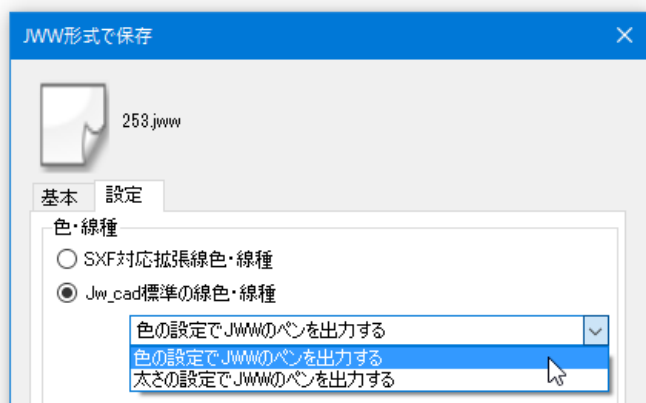 JWW形式で保存
253.jww
基本 設定
色・線種
SXF対応拡張線色・線種
Jw_cad標準の線色・線種
色の設定でJWWのペンを出力する
色の設定でJWWのペンを出力する
太さの設定でJWWのペンを出力する